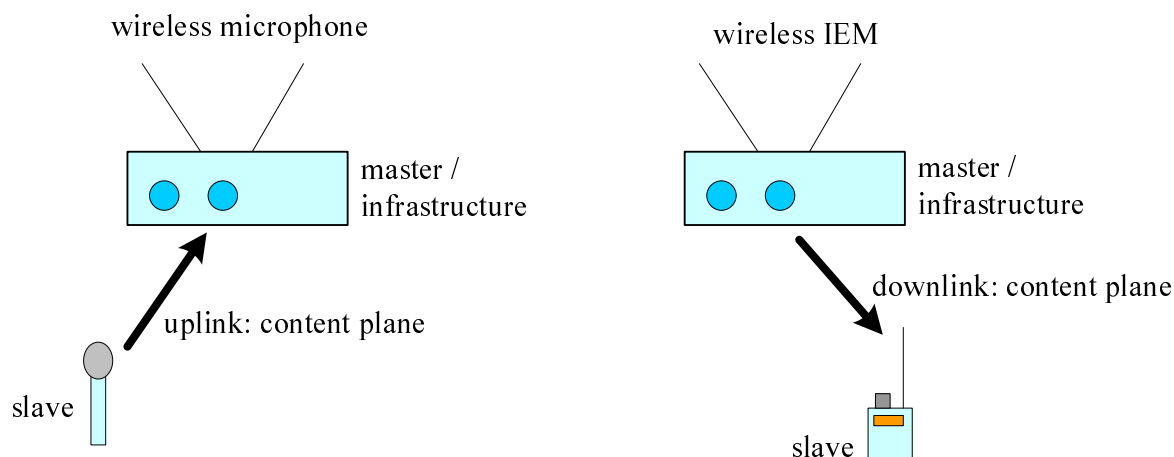 wireless microphone
master /
infrastructure
uplink: content plane
slave
wireless IEM
master /
infrastructure
downlink: content plane
slave